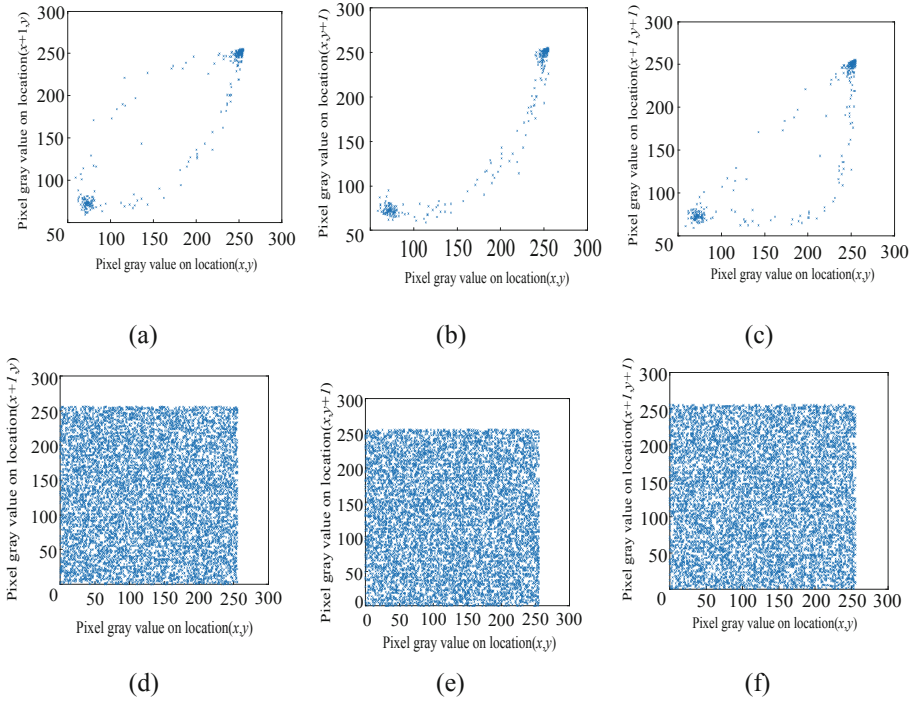 Pixel gray value on location(x+1,y)
300
250
200
150
100
50
50 100 150 200 250 300
Pixel gray value on location(x,y)
(a)
Pixel gray value on location(x,y+1)
300
250
200
150
100
50
100 150 200 250 300
Pixel gray value on location(x,y)
(b)
Pixel gray value on location(x+1,y+1)
300
250
200
150
100
50
100 150 200 250 300
Pixel gray value on location(x,y)
(c)
Pixel gray value on location(x+1,y)
300
250
200
150
100
50
0
50 100 150 200 250 300
Pixel gray value on location(x,y)
(d)
Pixel gray value on location(x,y+1)
300
250
200
150
100
50
0
0 50 100 150 200 250 300
Pixel gray value on location(x,y)
(e)
Pixel gray value on location(x+1,y+1)
300
250
200
150
100
50
0
0 50 100 150 200 250 300
Pixel gray value on location(x,y)
(f)